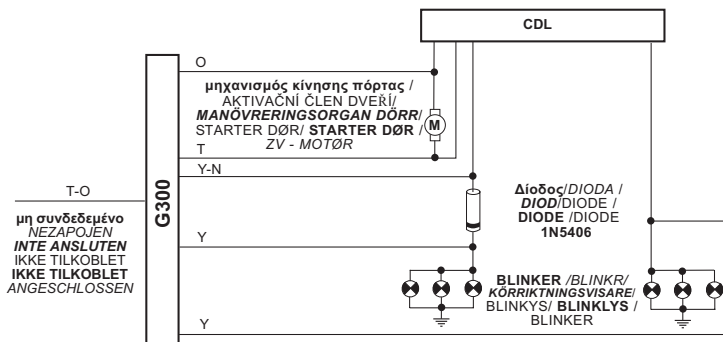 CDL
O
μηχανισμός κίνησης πόρτας /
AKTIVAČNÍ ČLEN DVEŘÍ/
MANÖVRERINGSORGAN DÖRR/
STARTER DØR/ STARTER DØR /
ZV - MOTØR
M
T
Y-N
T-O
G300
μη συνδεδεμένο
NEZAPOJEN
INTE ANSLUTEN
IKKE TILKOBLET
IKKE TILKOBLET
ANGESCHLOSSEN
Δίοδος/DIODA /
DIOD/DIODE /
DIODE /DIODE
1N5406
Y
BLINKER /BLINKR/
KÖRRIKTNINGSVISARE/
BLINKYS/ BLINKLYS /
BLINKER
Y